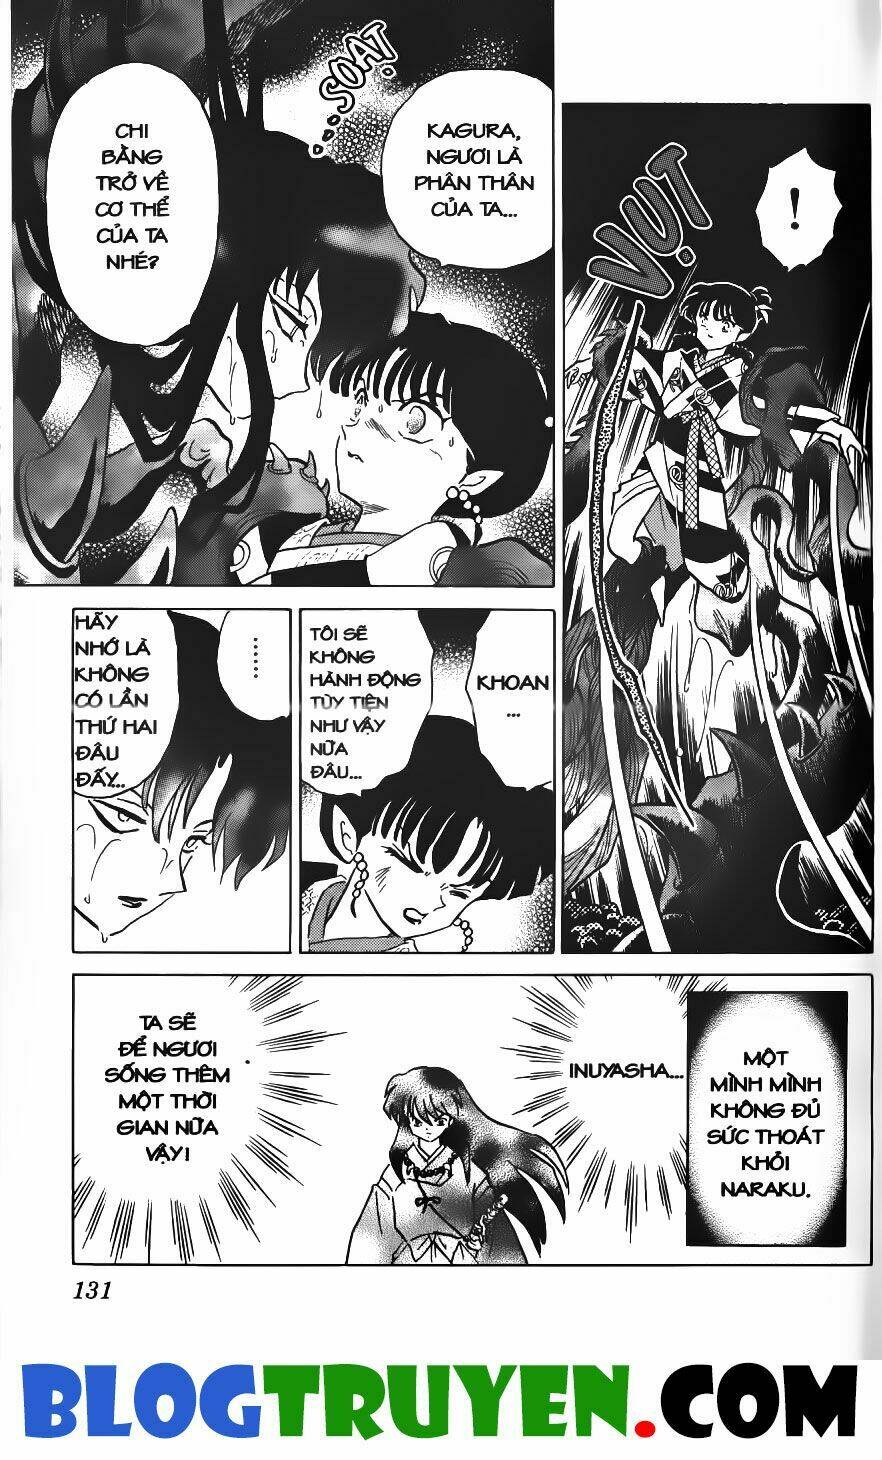 !
VỤT
KAGURA,
NGƯƠI LÀ
PHÂN THÂN
CỦA TA...
SOẠT
CHI
BẰNG
TRỞ VỀ
CƠ THỂ
CỦA TA
NHÉ?
KHOAN
...
TÔI SẼ
KHÔNG
HÀNH ĐỘNG
TÙY TIỆN
NHƯ VẬY
NỮA
ĐÂU...
.......
HÃY
NHỚ LÀ
KHÔNG
CÓ LẦN
THỨ HAI
ĐÂU
ĐẤY...
MỘT
MÌNH MÌNH
KHÔNG ĐỦ
SỨC THOÁT
KHỎI
NARAKU.
INUYASHA...
TA SẼ
ĐỂ NGƯƠI
SỐNG THÊM
MỘT THỜI
GIAN NỮA
VẬY!
131
BLOGTRUYEN.COM